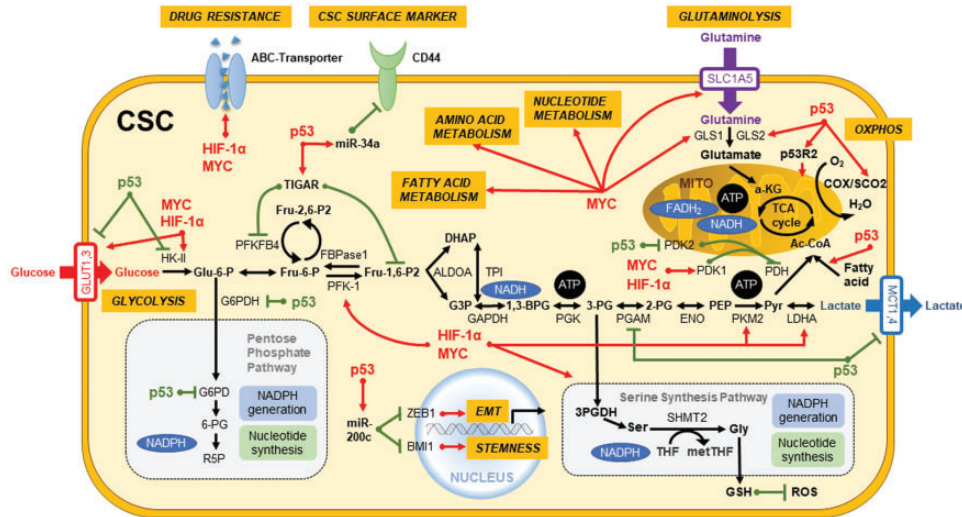 DRUG RESISTANCE
CSC SURFACE MARKER
GLUTAMINOLYSIS
ABC-Transporter
CD44
Glutamine
SLC1A5
CSC
Glutamine
NUCLEOTIDE
METABOLISM
AMINO ACID
METABOLISM
FATTY ACID
METABOLISM
MYC
GLS1
GLS2
Glutamate
p53
OXPHOS
p53R2
O2
COX/SCO2
H2O
MITO
a-KG
ATP
FADH2
NADH
TCA
cycle
Ac-CoA
p53
PDK2
MYC
HIF-1α
PDK1
PDH
p53
Fatty
acid
HIF-1α
MYC
p53
miR-34a
TIGAR
p53
MYC
HIF-1α
HK-II
PFKFB4
Fru-2,6-P2
FBPase1
Glucose
GLUT1,3
Glucose
Glu-6-P
Fru-6-P
PFK-1
Fru-1,6-P2
GLYCOLYSIS
DHAP
ALDOA
TPI
NADH
G3P
GAPDH
1,3-BPG
ATP
PGK
3-PG
PGAM
2-PG
ENO
PEP
ATP
PKM2
Pyr
LDHA
Lactate
MCT1,4
Lactate
G6PDH
p53
HIF-1α
MYC
p53
Pentose
Phosphate
Pathway
p53
G6PD
6-PG
R5P
NADPH
NADPH
generation
Nucleotide
synthesis
p53
miR-
200c
ZEB1
EMT
BMI1
STEMNESS
NUCLEUS
Serine Synthesis Pathway
3PGDH
Ser
SHMT2
Gly
NADPH
THF
metTHF
NADPH
generation
Nucleotide
synthesis
GSH
ROS